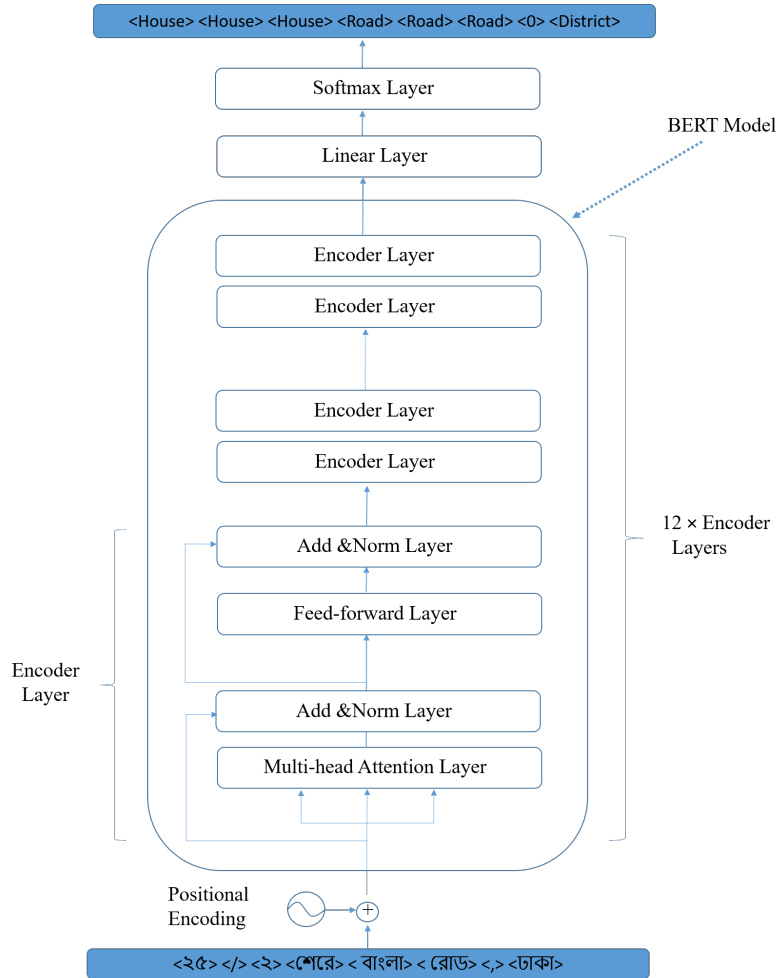 <House> <House> <House> <Road> <Road> <Road> <0> <District>
Softmax Layer
BERT Model
Linear Layer
Encoder Layer
Encoder Layer
Encoder Layer
Encoder Layer
12 × Encoder
Layers
Add &Norm Layer
Feed-forward Layer
Encoder
Layer
Add &Norm Layer
Multi-head Attention Layer
Positional
Encoding
+
<২৫> </> <২> <শেরে> < বাংলা> < রোড> <,> <ঢাকা>